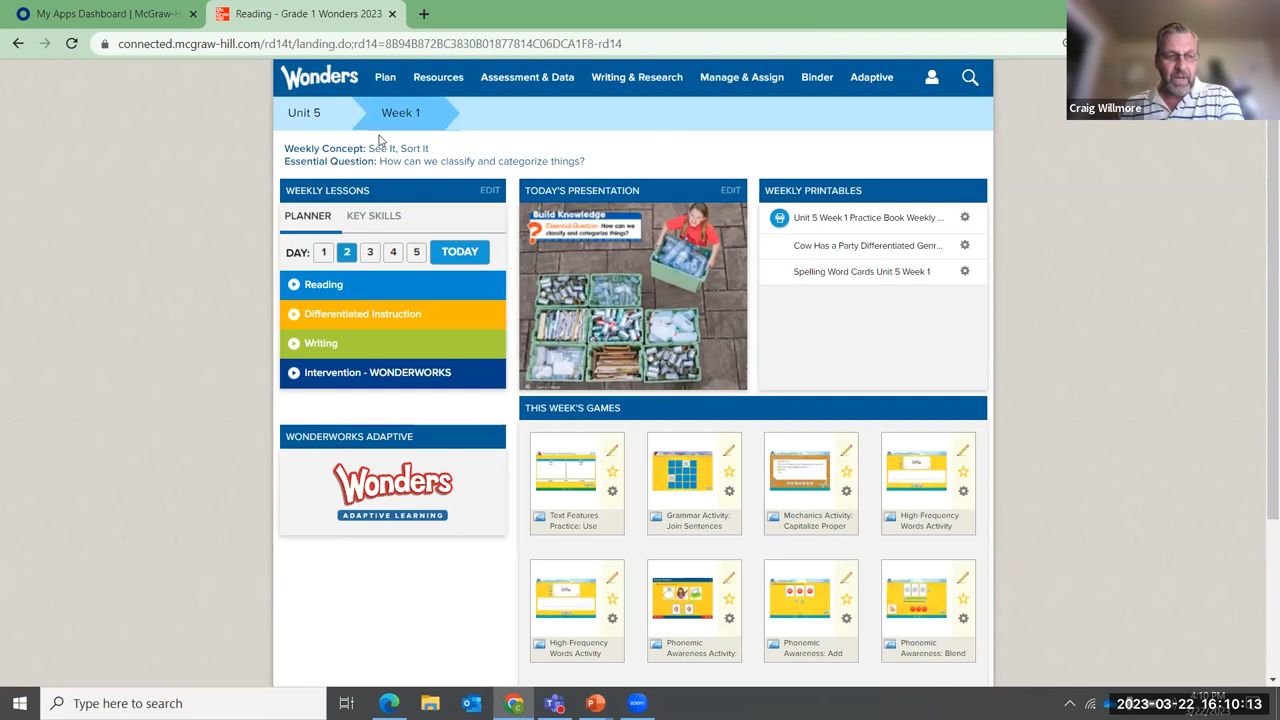 My Apps Dashboard | McGraw-H
Reading - Grade 1 Wonders 2023
connected.mcgraw-hill.com/rd14t/landing.do;rd14=8B94B872BC3830B01877814C06DCA1F8-rd14
Craig Willmore
Wonders
Plan
Resources
Assessment & Data
Writing & Research
Manage & Assign
Binder
Adaptive
Unit 5
Week 1
Weekly Concept: See It, Sort It
Essential Question: How can we classify and categorize things?
WEEKLY LESSONS
EDIT
PLANNER
KEY SKILLS
DAY: 1 2 3 4 5 TODAY
Reading
Differentiated Instruction
Writing
Intervention - WONDERWORKS
WONDERWORKS ADAPTIVE
Wonders
ADAPTIVE LEARNING
TODAY'S PRESENTATION
EDIT
Build Knowledge
Essential Question: How can we
classify and categorize things?
WEEKLY PRINTABLES
Unit 5 Week 1 Practice Book Weekly ...
Cow Has a Party Differentiated Genr...
Spelling Word Cards Unit 5 Week 1
THIS WEEK'S GAMES
Text Features
Practice: Use
Grammar Activity:
Join Sentences
Mechanics Activity:
Capitalize Proper
High-Frequency
Words Activity
High-Frequency
Words Activity
Phonemic
Awareness Activity:
Phonemic
Awareness: Add
Phonemic
Awareness: Blend
Type here to search
2023-03-22 16:10:13